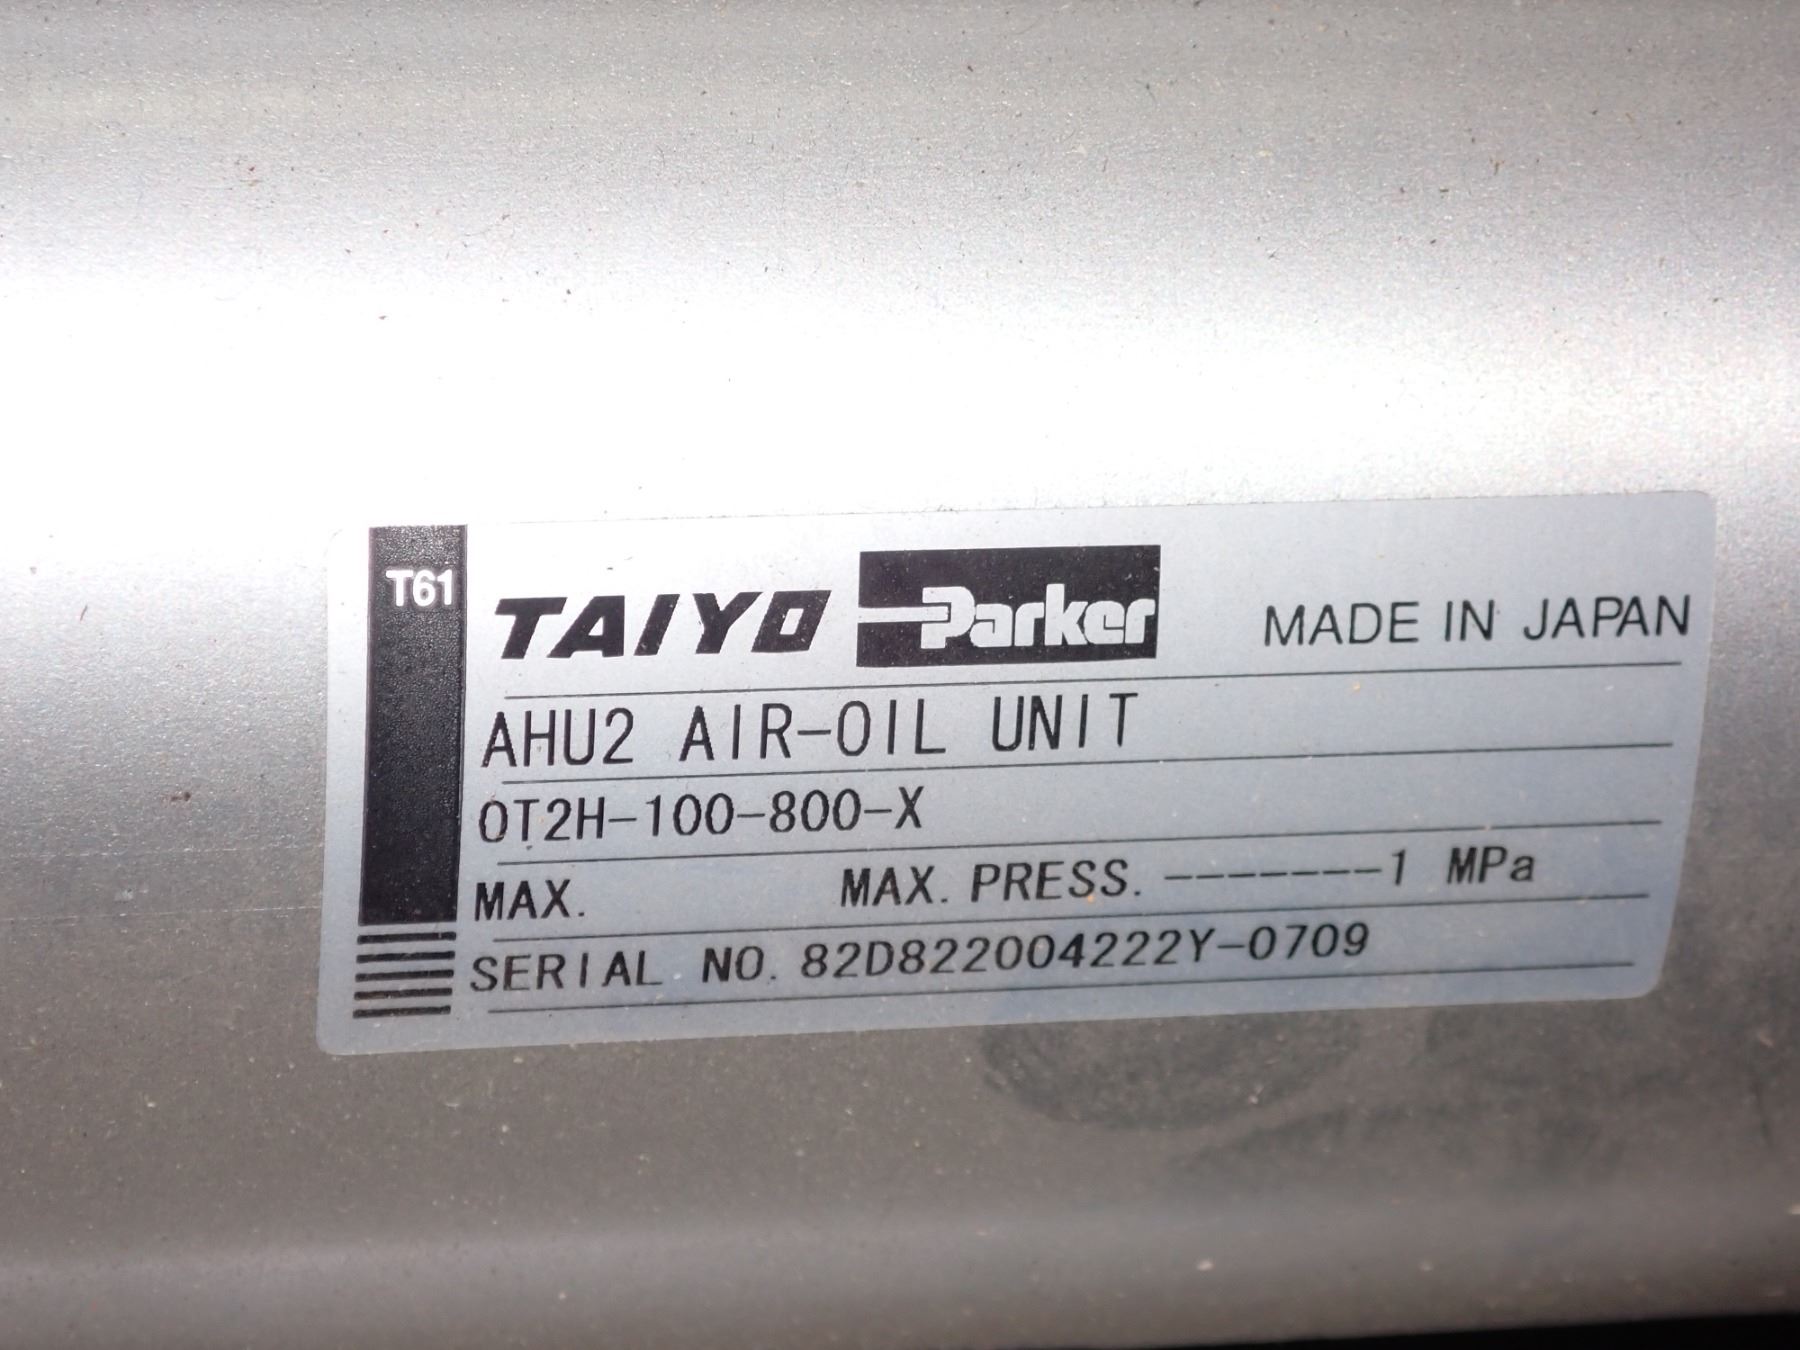 T61
TAIYO Parker MADE IN JAPAN
AHU2 AIR-OIL UNIT
OT2H-100-800-X
MAX. MAX. PRESS. -------1 MPa
SERIAL NO. 82D822004222Y-0709